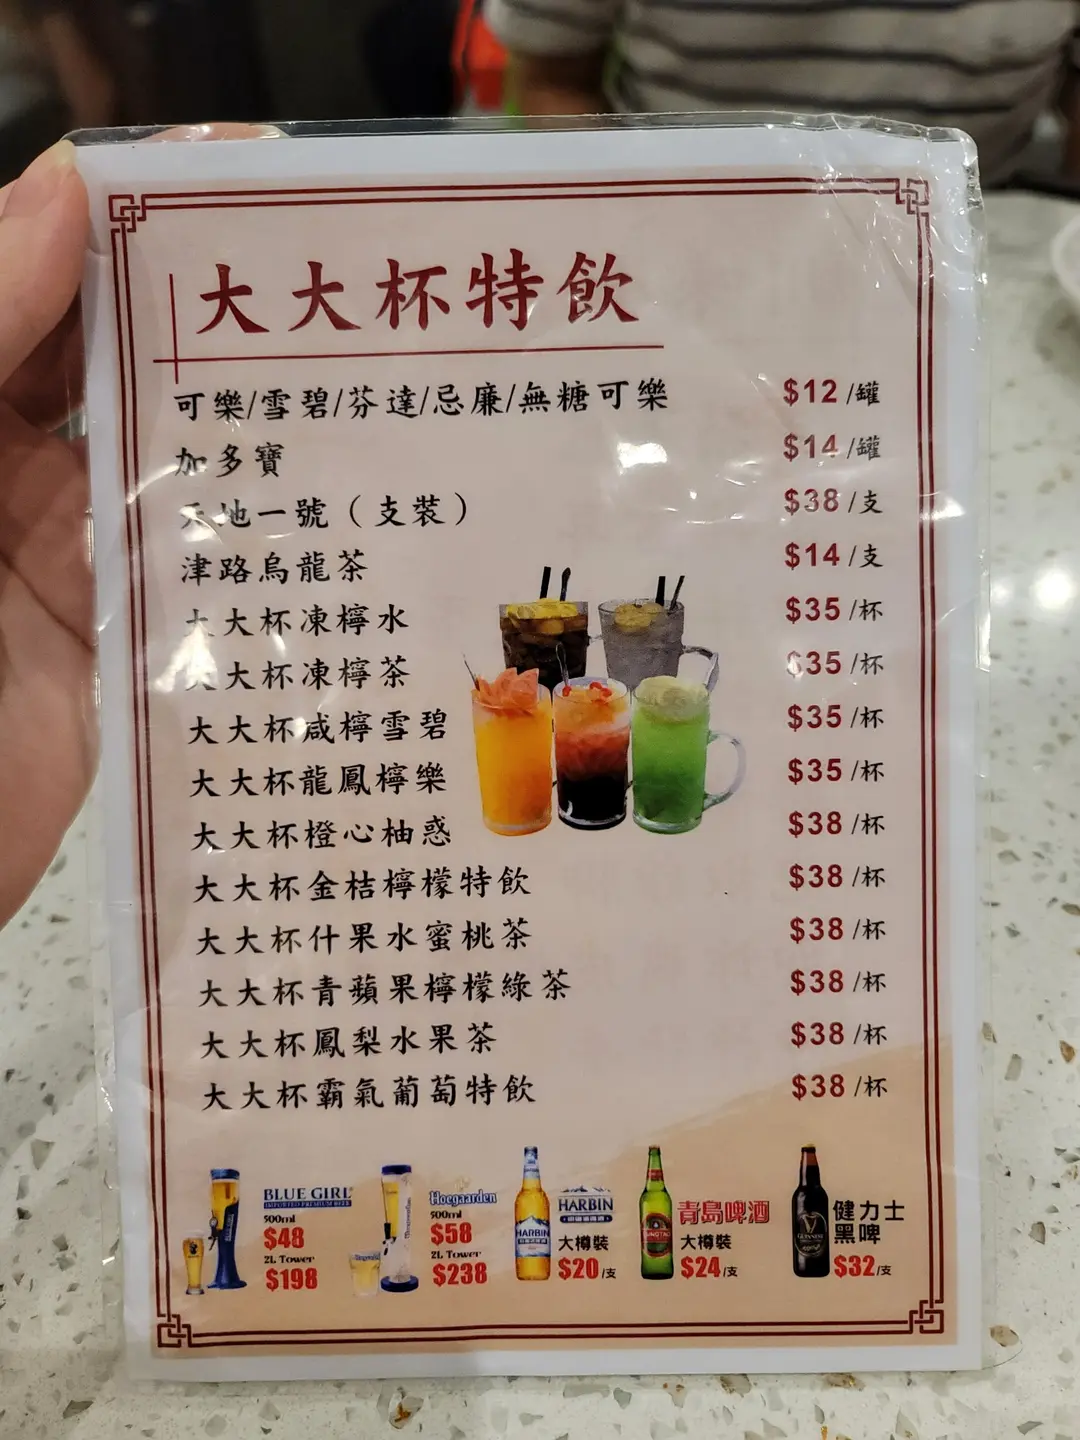 大大杯特飲
可樂/雪碧/芬達/忌廉/無糖可樂 $12 /罐
加多寶 $14 /罐
天地一號（支裝） $38 /支
津路烏龍茶 $14 /支
大大杯凍檸水 $35 /杯
大大杯凍檸茶 $35 /杯
大大杯咸檸雪碧 $35 /杯
大大杯龍鳳檸樂 $35 /杯
大大杯橙心柚惑 $38 /杯
大大杯金桔檸檬特飲 $38 /杯
大大杯什果水蜜桃茶 $38 /杯
大大杯青蘋果檸檬綠茶 $38 /杯
大大杯鳳梨水果茶 $38 /杯
大大杯霸氣葡萄特飲 $38 /杯
BLUE GIRL
IMPORTED PREMIUM BEER
500ml
$48
2L Tower
$198
Hoegaarden
500ml
$58
2L Tower
$238
HARBIN
HARBIN
大樽裝
$20 /支
TSINGTAO
青島啤酒
大樽裝
$24 /支
GUINNESS
健力士
黑啤
$32 /支